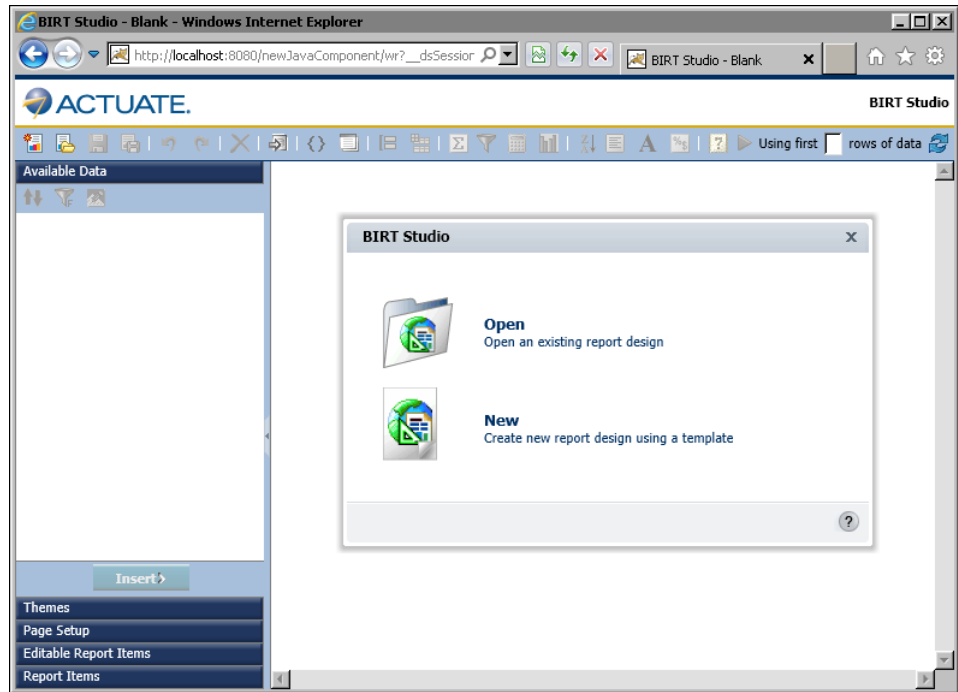 BIRT Studio - Blank - Windows Internet Explorer
http://localhost:8080/newJavaComponent/wr?__dsSession
BIRT Studio - Blank
ACTUATE.
BIRT Studio
Using first rows of data
Available Data
BIRT Studio
Open
Open an existing report design
New
Create new report design using a template
Insert
Themes
Page Setup
Editable Report Items
Report Items